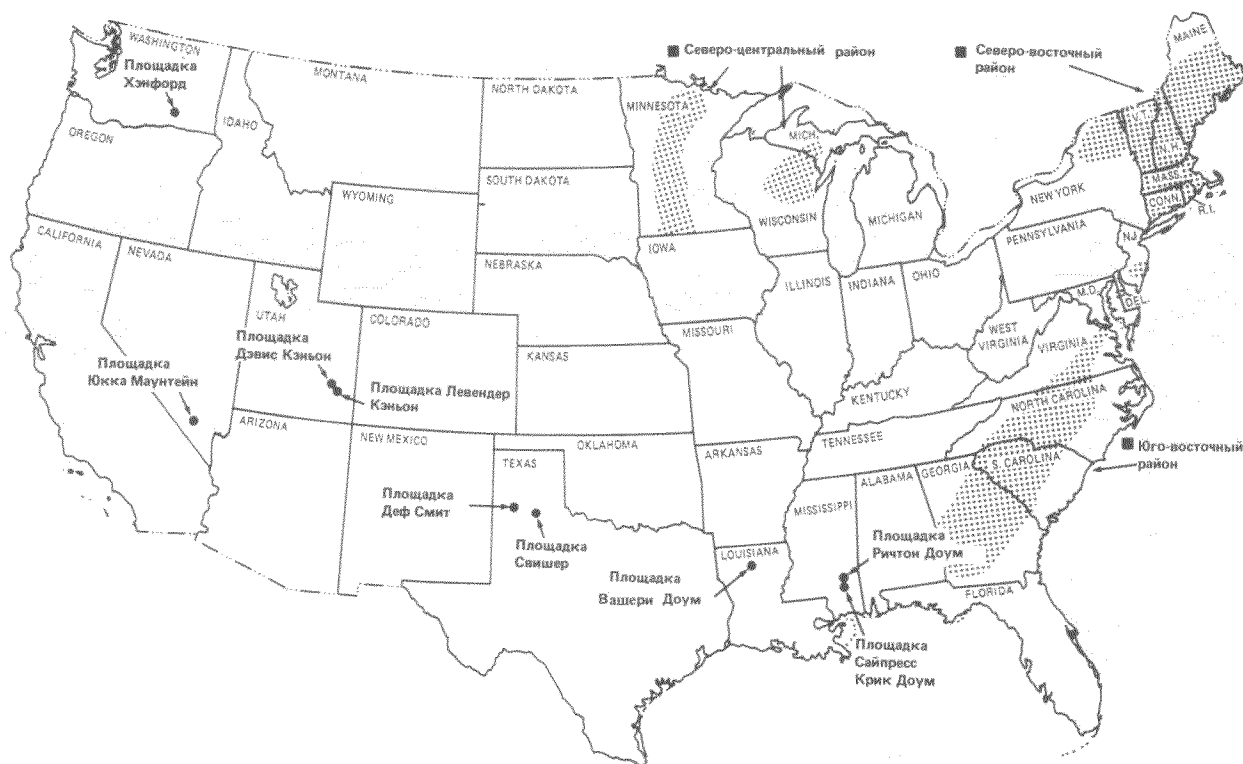 WASHINGTON
Площадка
Хэнфорд
MONTANA
NORTH DAKOTA
MINNESOTA
■ Северо-центральный район
■ Северо-восточный
район
MAINE
OREGON
IDAHO
MICH.
V.T.
N.H.
SOUTH DAKOTA
WYOMING
WISCONSIN
MICHIGAN
NEW YORK
MASS.
CONN.
R.I.
CALIFORNIA
NEVADA
IOWA
PENNSYLVANIA
N.J.
NEBRASKA
ILLINOIS
INDIANA
OHIO
M.D.
DEL.
UTAH
COLORADO
MISSOURI
WEST
VIRGINIA
VIRGINIA
Площадка
Дэвис Кэньон
KANSAS
Площадка
Юкка Маунтейн
Площадка Левендер
Кэньон
KENTUCKY
NORTH CAROLINA
ARIZONA
NEW MEXICO
OKLAHOMA
TENNESSEE
■ Юго-восточный
район
TEXAS
ARKANSAS
S. CAROLINA
GEORGIA
ALABAMA
MISSISSIPPI
Площадка
Деф Смит
Площадка
Свишер
Площадка
Ричтон Доум
LOUISIANA
Площадка
Вашери Доум
FLORIDA
Площадка
Сайпресс
Крик Доум